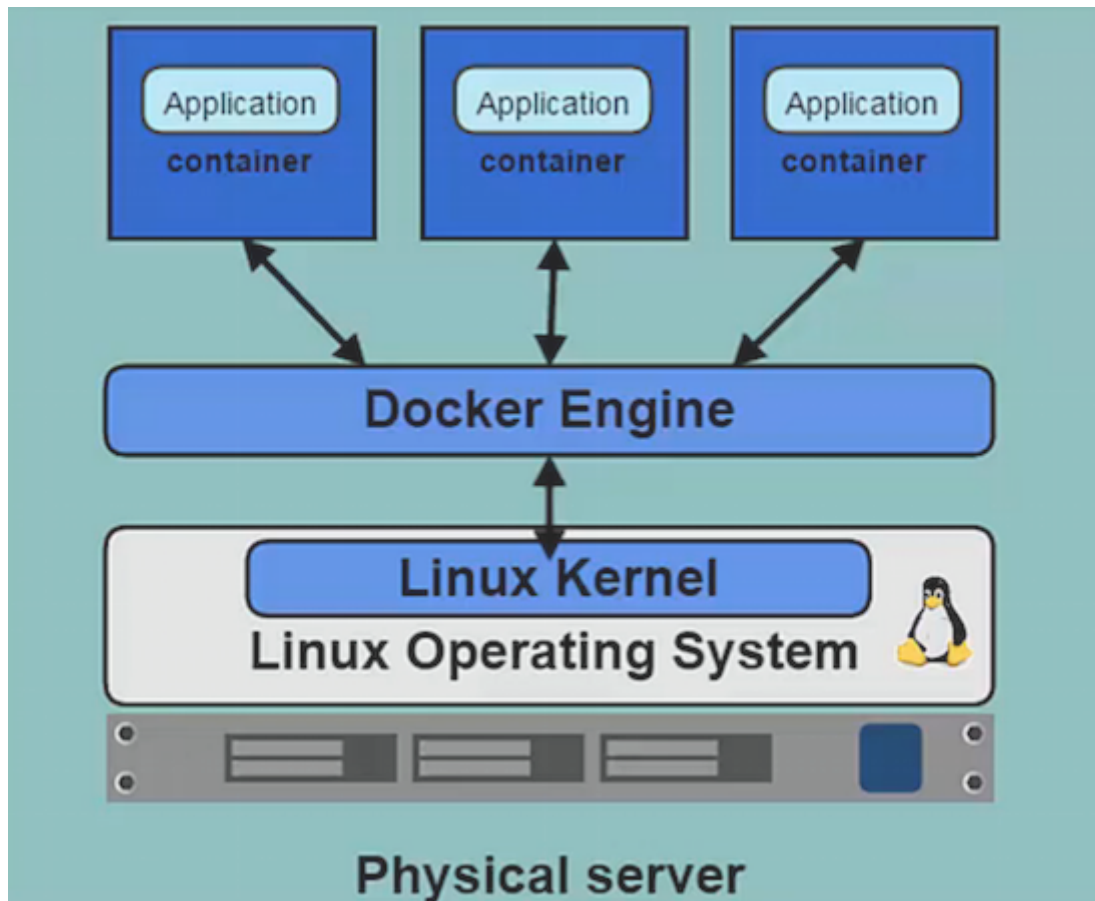 Application
container
Application
container
Application
container
Docker Engine
Linux Kernel
Linux Operating System
Physical server